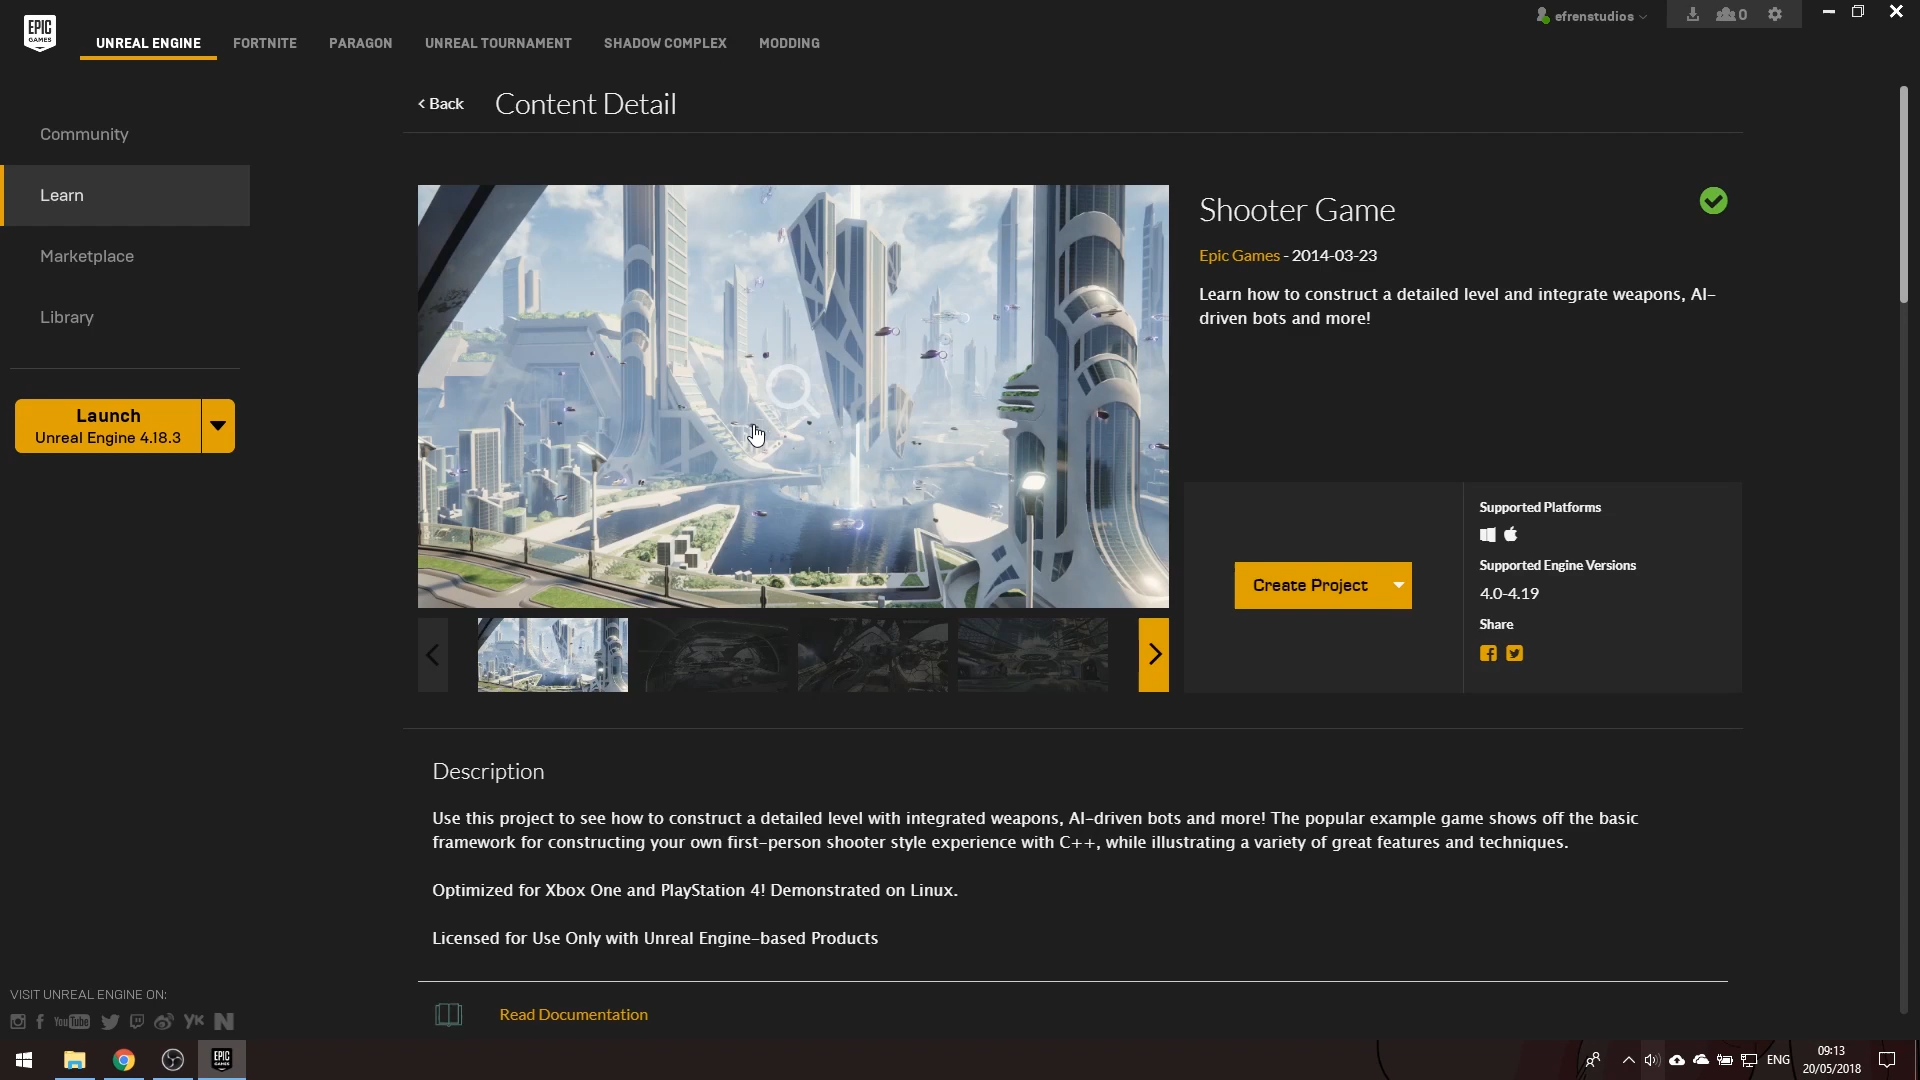 EPIC
GAMES
UNREAL ENGINE
FORTNITE
PARAGON
UNREAL TOURNAMENT
SHADOW COMPLEX
MODDING
efrenstudios
0
Community
Learn
Marketplace
Library
Launch
Unreal Engine 4.18.3
Back
Content Detail
Shooter Game
Epic Games - 2014-03-23
Learn how to construct a detailed level and integrate weapons, AI-
driven bots and more!
Create Project
Supported Platforms
Supported Engine Versions
4.0-4.19
Share
Description
Use this project to see how to construct a detailed level with integrated weapons, AI-driven bots and more! The popular example game shows off the basic
framework for constructing your own first-person shooter style experience with C++, while illustrating a variety of great features and techniques.
Optimized for Xbox One and PlayStation 4! Demonstrated on Linux.
Licensed for Use Only with Unreal Engine-based Products
Read Documentation
VISIT UNREAL ENGINE ON:
YouTube
EPIC
GAMES
ENG
09:13
20/05/2018